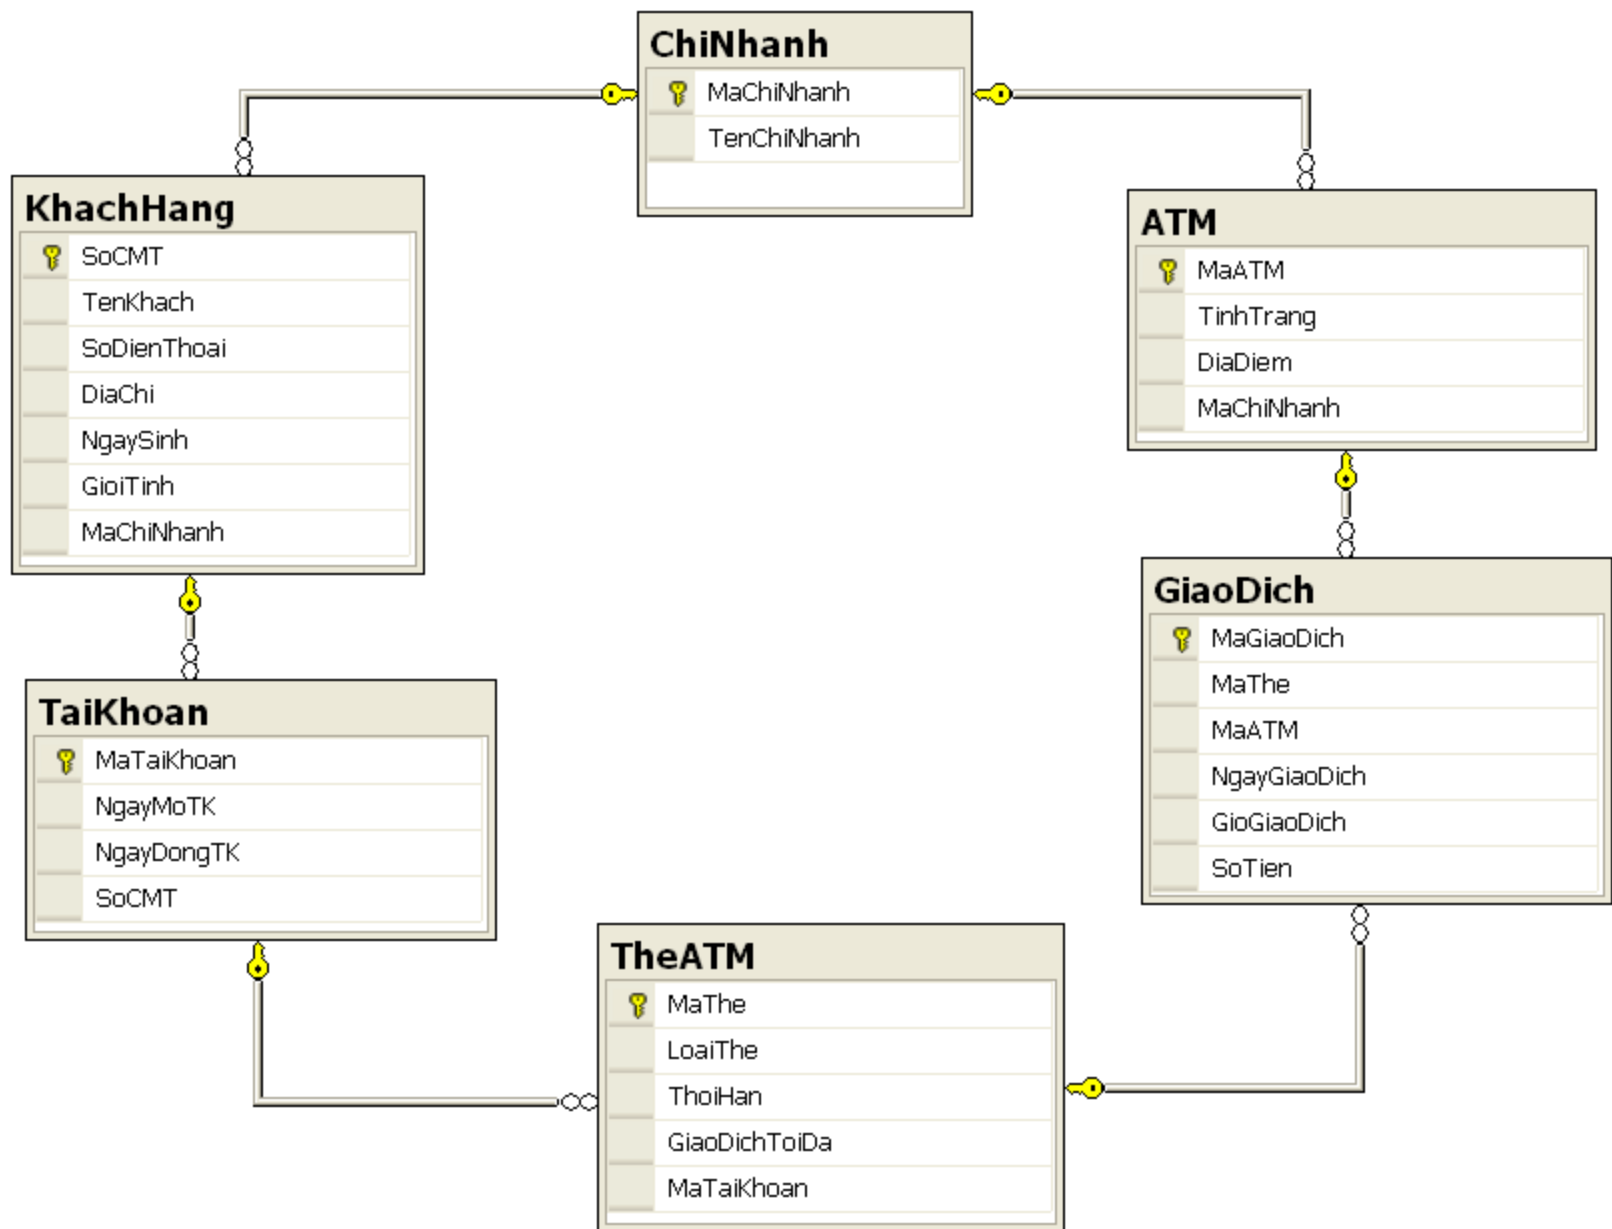 ChiNhanh
MaChiNhanh
TenChiNhanh
KhachHang
SoCMT
TenKhach
SoDienThoai
DiaChi
NgaySinh
GioiTinh
MaChiNhanh
ATM
MaATM
TinhTrang
DiaDiem
MaChiNhanh
GiaoDich
MaGiaoDich
MaThe
MaATM
NgayGiaoDich
GioGiaoDich
SoTien
TaiKhoan
MaTaiKhoan
NgayMoTK
NgayDongTK
SoCMT
TheATM
MaThe
LoaiThe
ThoiHan
GiaoDichToiDa
MaTaiKhoan